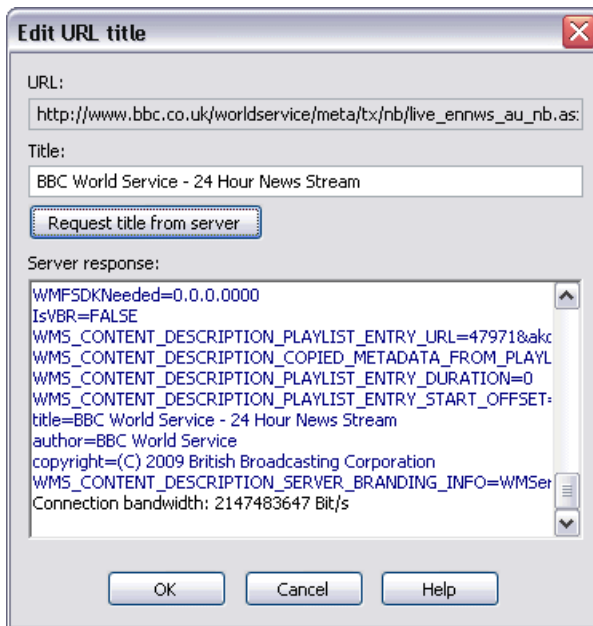 Edit URL title
URL:
http://www.bbc.co.uk/worldservice/meta/tx/nb/live_ennws_au_nb.as
Title:
BBC World Service - 24 Hour News Stream
Request title from server
Server response:
WMFSDKNeeded=0.0.0.0000
IsVBR=FALSE
WMS_CONTENT_DESCRIPTION_PLAYLIST_ENTRY_URL=47971&ak
WMS_CONTENT_DESCRIPTION_COPIED_METADATA_FROM_PLAYL
WMS_CONTENT_DESCRIPTION_PLAYLIST_ENTRY_DURATION=0
WMS_CONTENT_DESCRIPTION_PLAYLIST_ENTRY_START_OFFSET=
title=BBC World Service - 24 Hour News Stream
author=BBC World Service
copyright=(C) 2009 British Broadcasting Corporation
WMS_CONTENT_DESCRIPTION_SERVER_BRANDING_INFO=WMSer
Connection bandwidth: 2147483647 Bit/s
OK
Cancel
Help